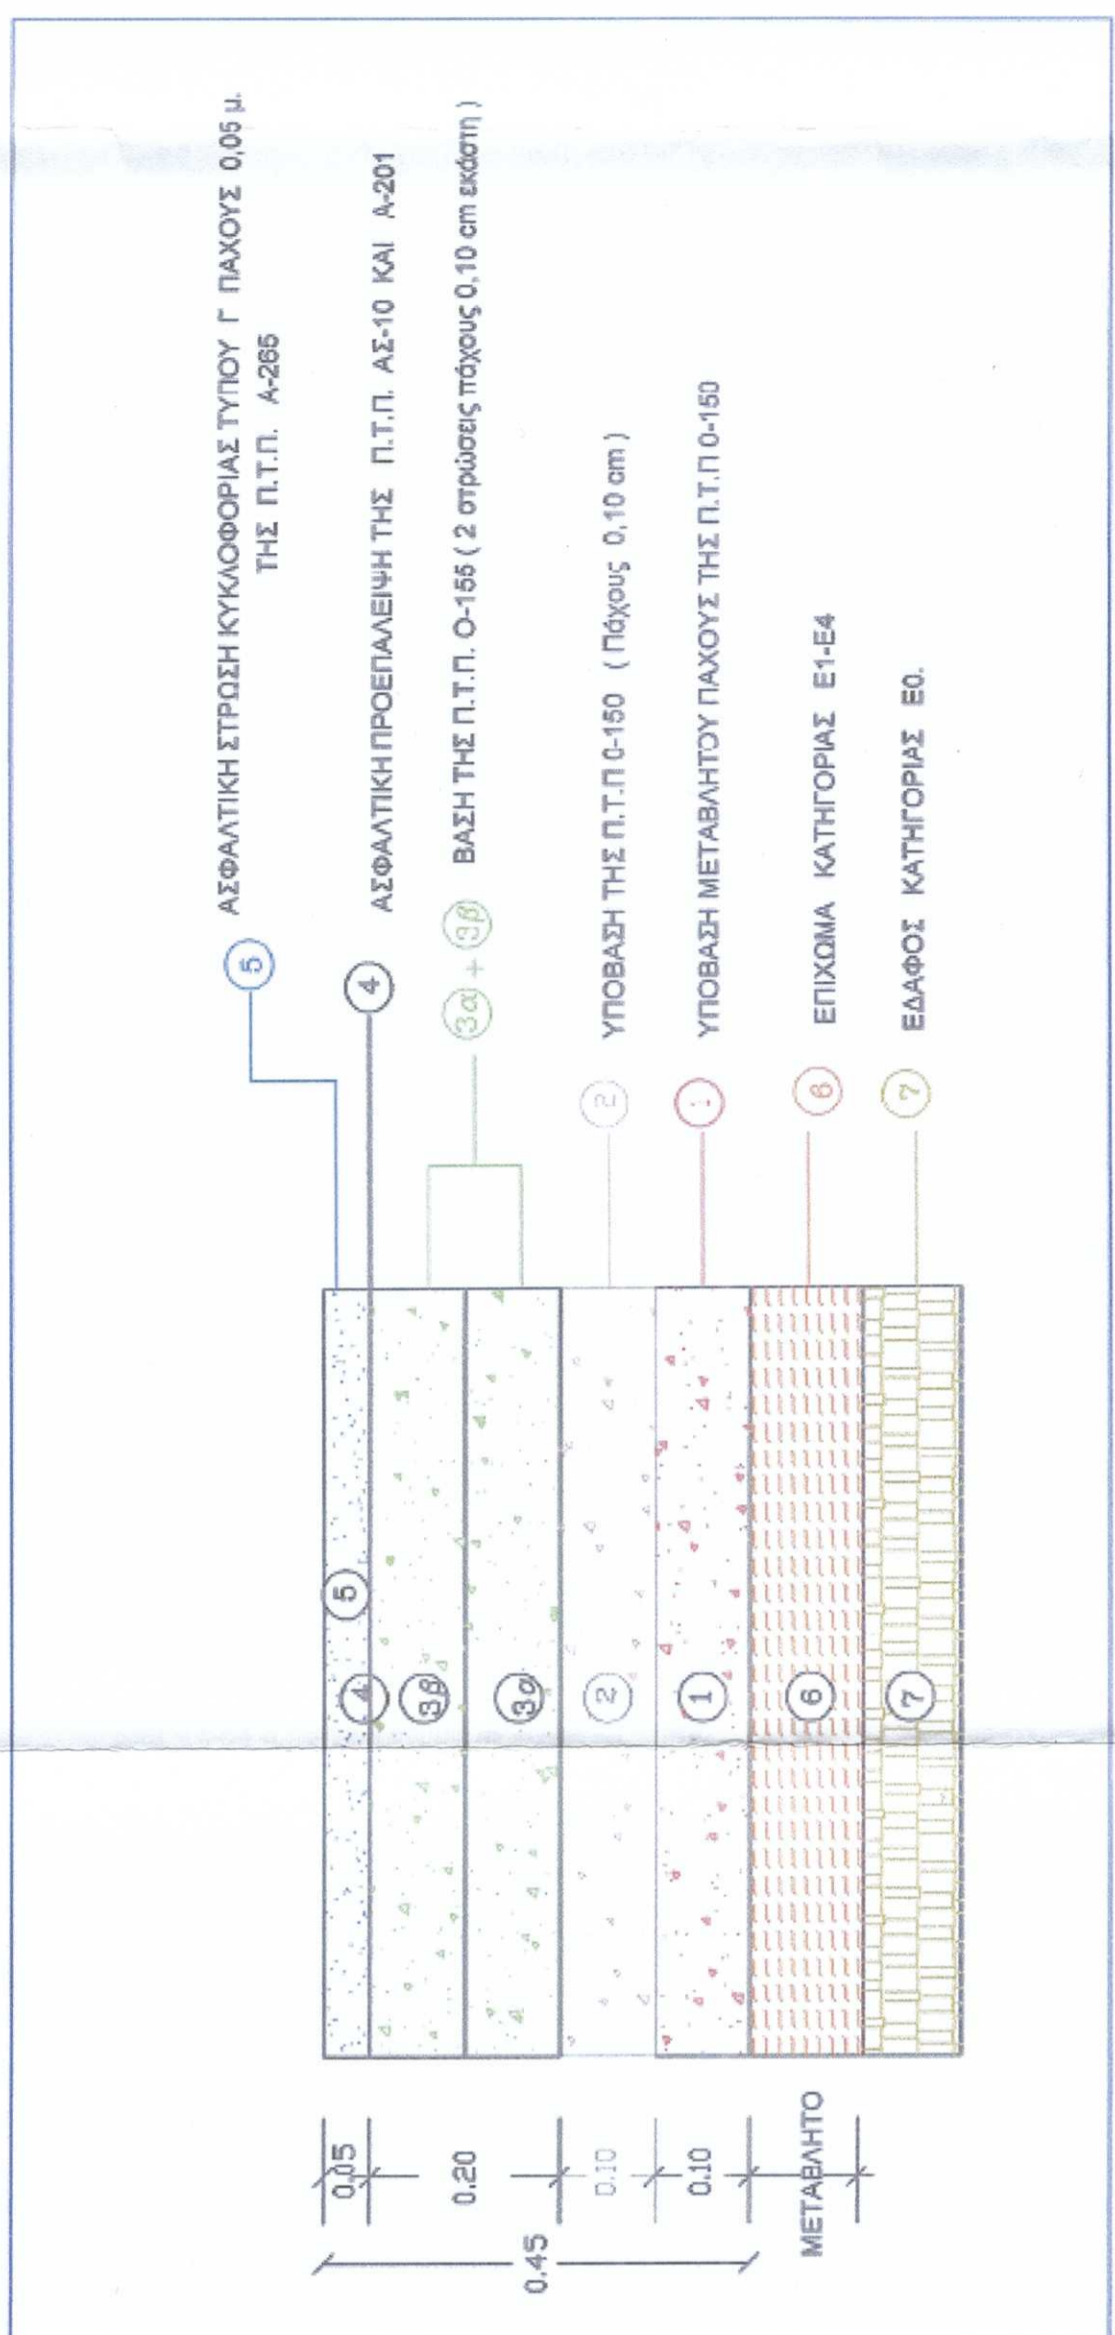 ΑΣΦΑΛΤΙΚΗ ΣΤΡΩΣΗ ΚΥΚΛΟΦΟΡΙΑΣ ΤΥΠΟΥ Γ ΠΑΧΟΥΣ 0.05 μ.
ΤΗΣ Π.Τ.Π. Α-265
5
ΑΣΦΑΛΤΙΚΗ ΠΡΟΕΠΑΛΕΙΨΗ ΤΗΣ Π.Τ.Π. ΑΣ-10 ΚΑΙ Α-201
4
ΒΑΣΗ ΤΗΣ Π.Τ.Π. Ο-155 ( 2 στρώσεις πάχους 0,10 cm εκάστη )
3α + 3β
ΥΠΟΒΑΣΗ ΤΗΣ Π.Τ.Π 0-150 ( Πάχους 0,10 cm )
2
ΥΠΟΒΑΣΗ ΜΕΤΑΒΛΗΤΟΥ ΠΑΧΟΥΣ ΤΗΣ Π.Τ.Π 0-150
1
ΕΠΙΧΩΜΑ ΚΑΤΗΓΟΡΙΑΣ Ε1-Ε4
6
ΕΔΑΦΟΣ ΚΑΤΗΓΟΡΙΑΣ Ε0.
7
5
4
3β
3α
2
1
6
7
0.05
0.20
0.10
0.10
ΜΕΤΑΒΛΗΤΟ
0.45